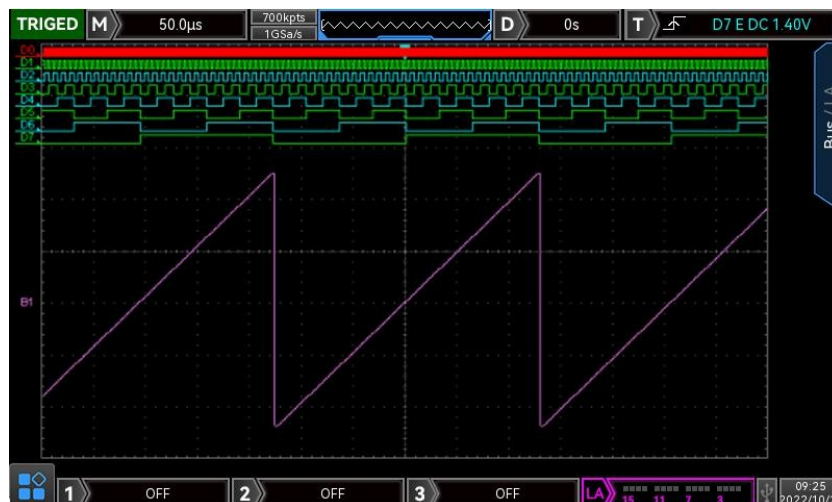 TRIGED M 50.0μs 700kpts 1GSa/s D 0s T D7 E DC 1.40V
D0
D1
D2
D3
D4
D5
D6
D7
Bus / LA
B1
1 OFF 2 OFF 3 OFF LA 15 11 7 3 09:25